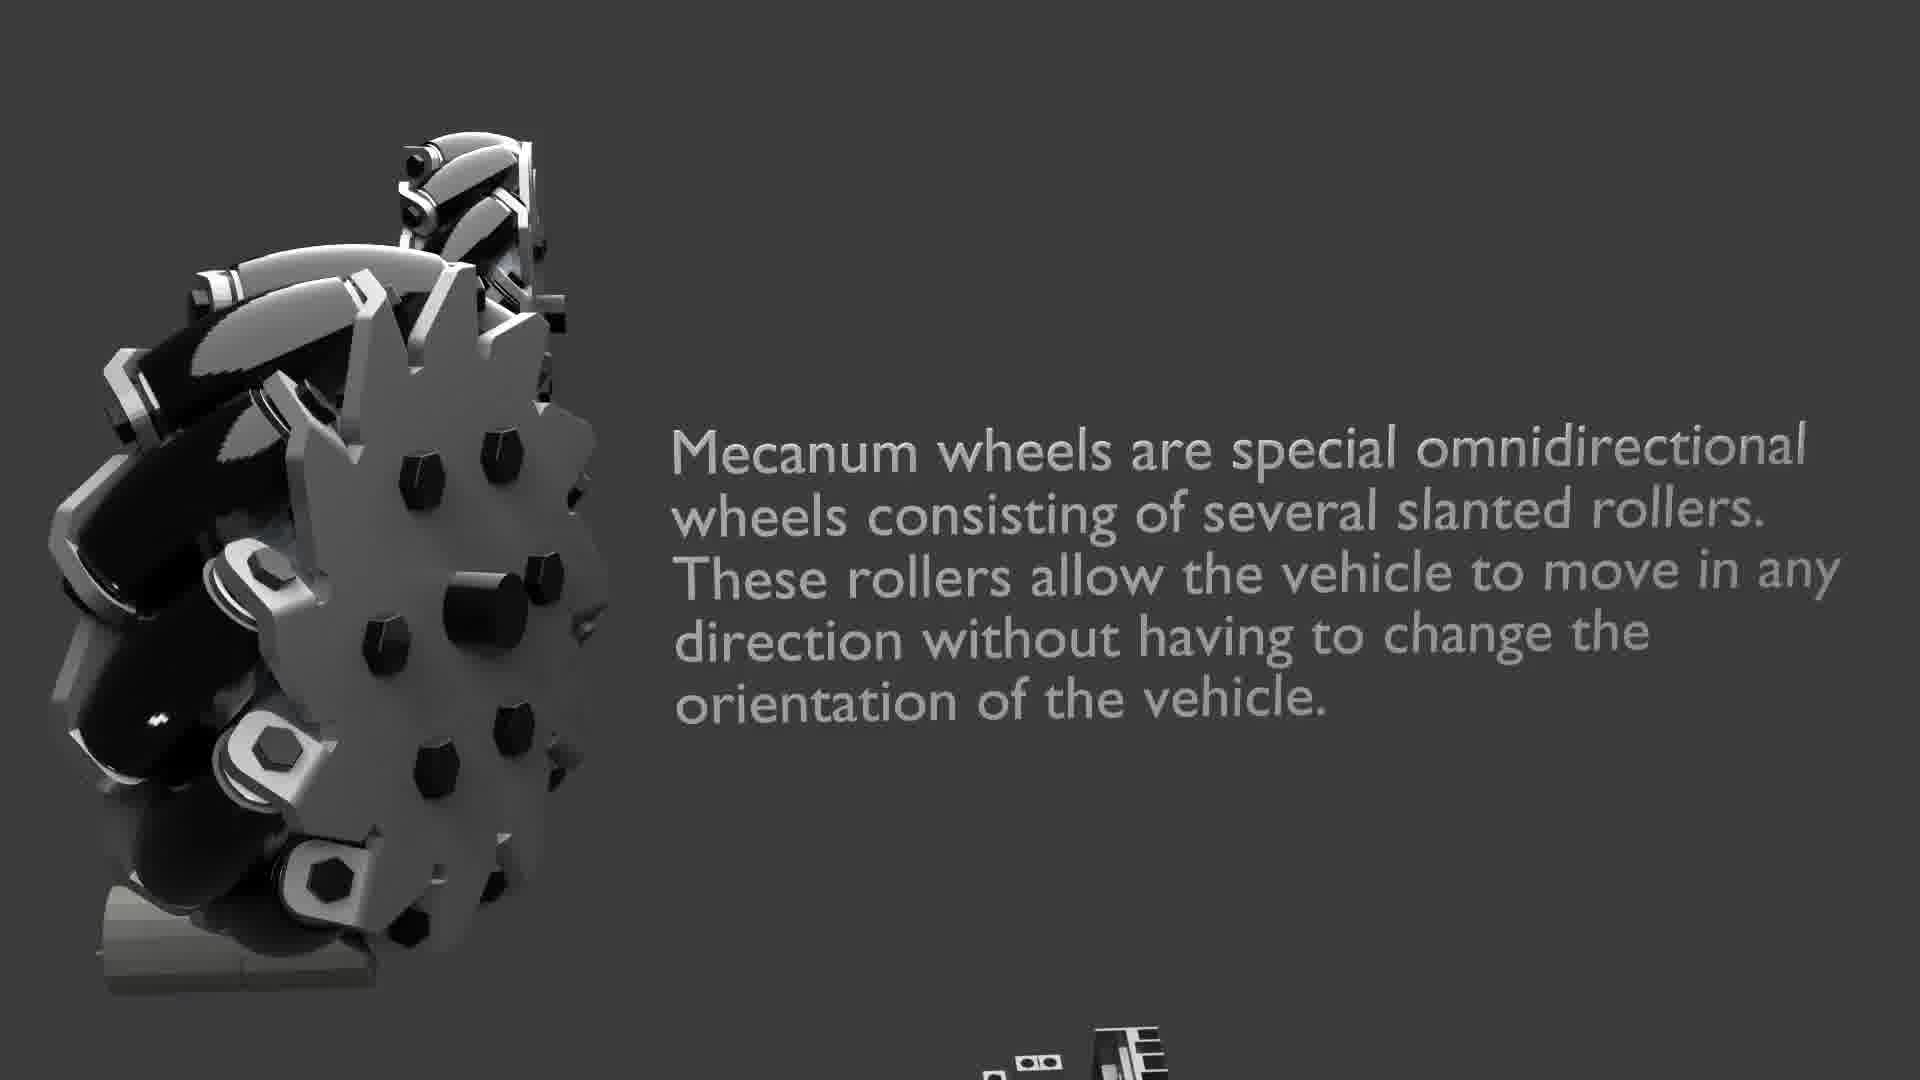 Mecanum wheels are special omnidirectional
wheels consisting of several slanted rollers.
These rollers allow the vehicle to move in any
direction without having to change the
orientation of the vehicle.